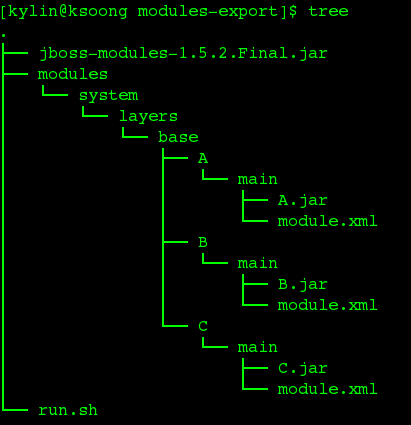 [kylin@ksoong modules-export]$ tree
.
├── jboss-modules-1.5.2.Final.jar
├── modules
│   └── system
│       └── layers
│           └── base
│               ├── A
│               │   └── main
│               │       ├── A.jar
│               │       └── module.xml
│               ├── B
│               │   └── main
│               │       ├── B.jar
│               │       └── module.xml
│               └── C
│                   └── main
│                       ├── C.jar
│                       └── module.xml
└── run.sh